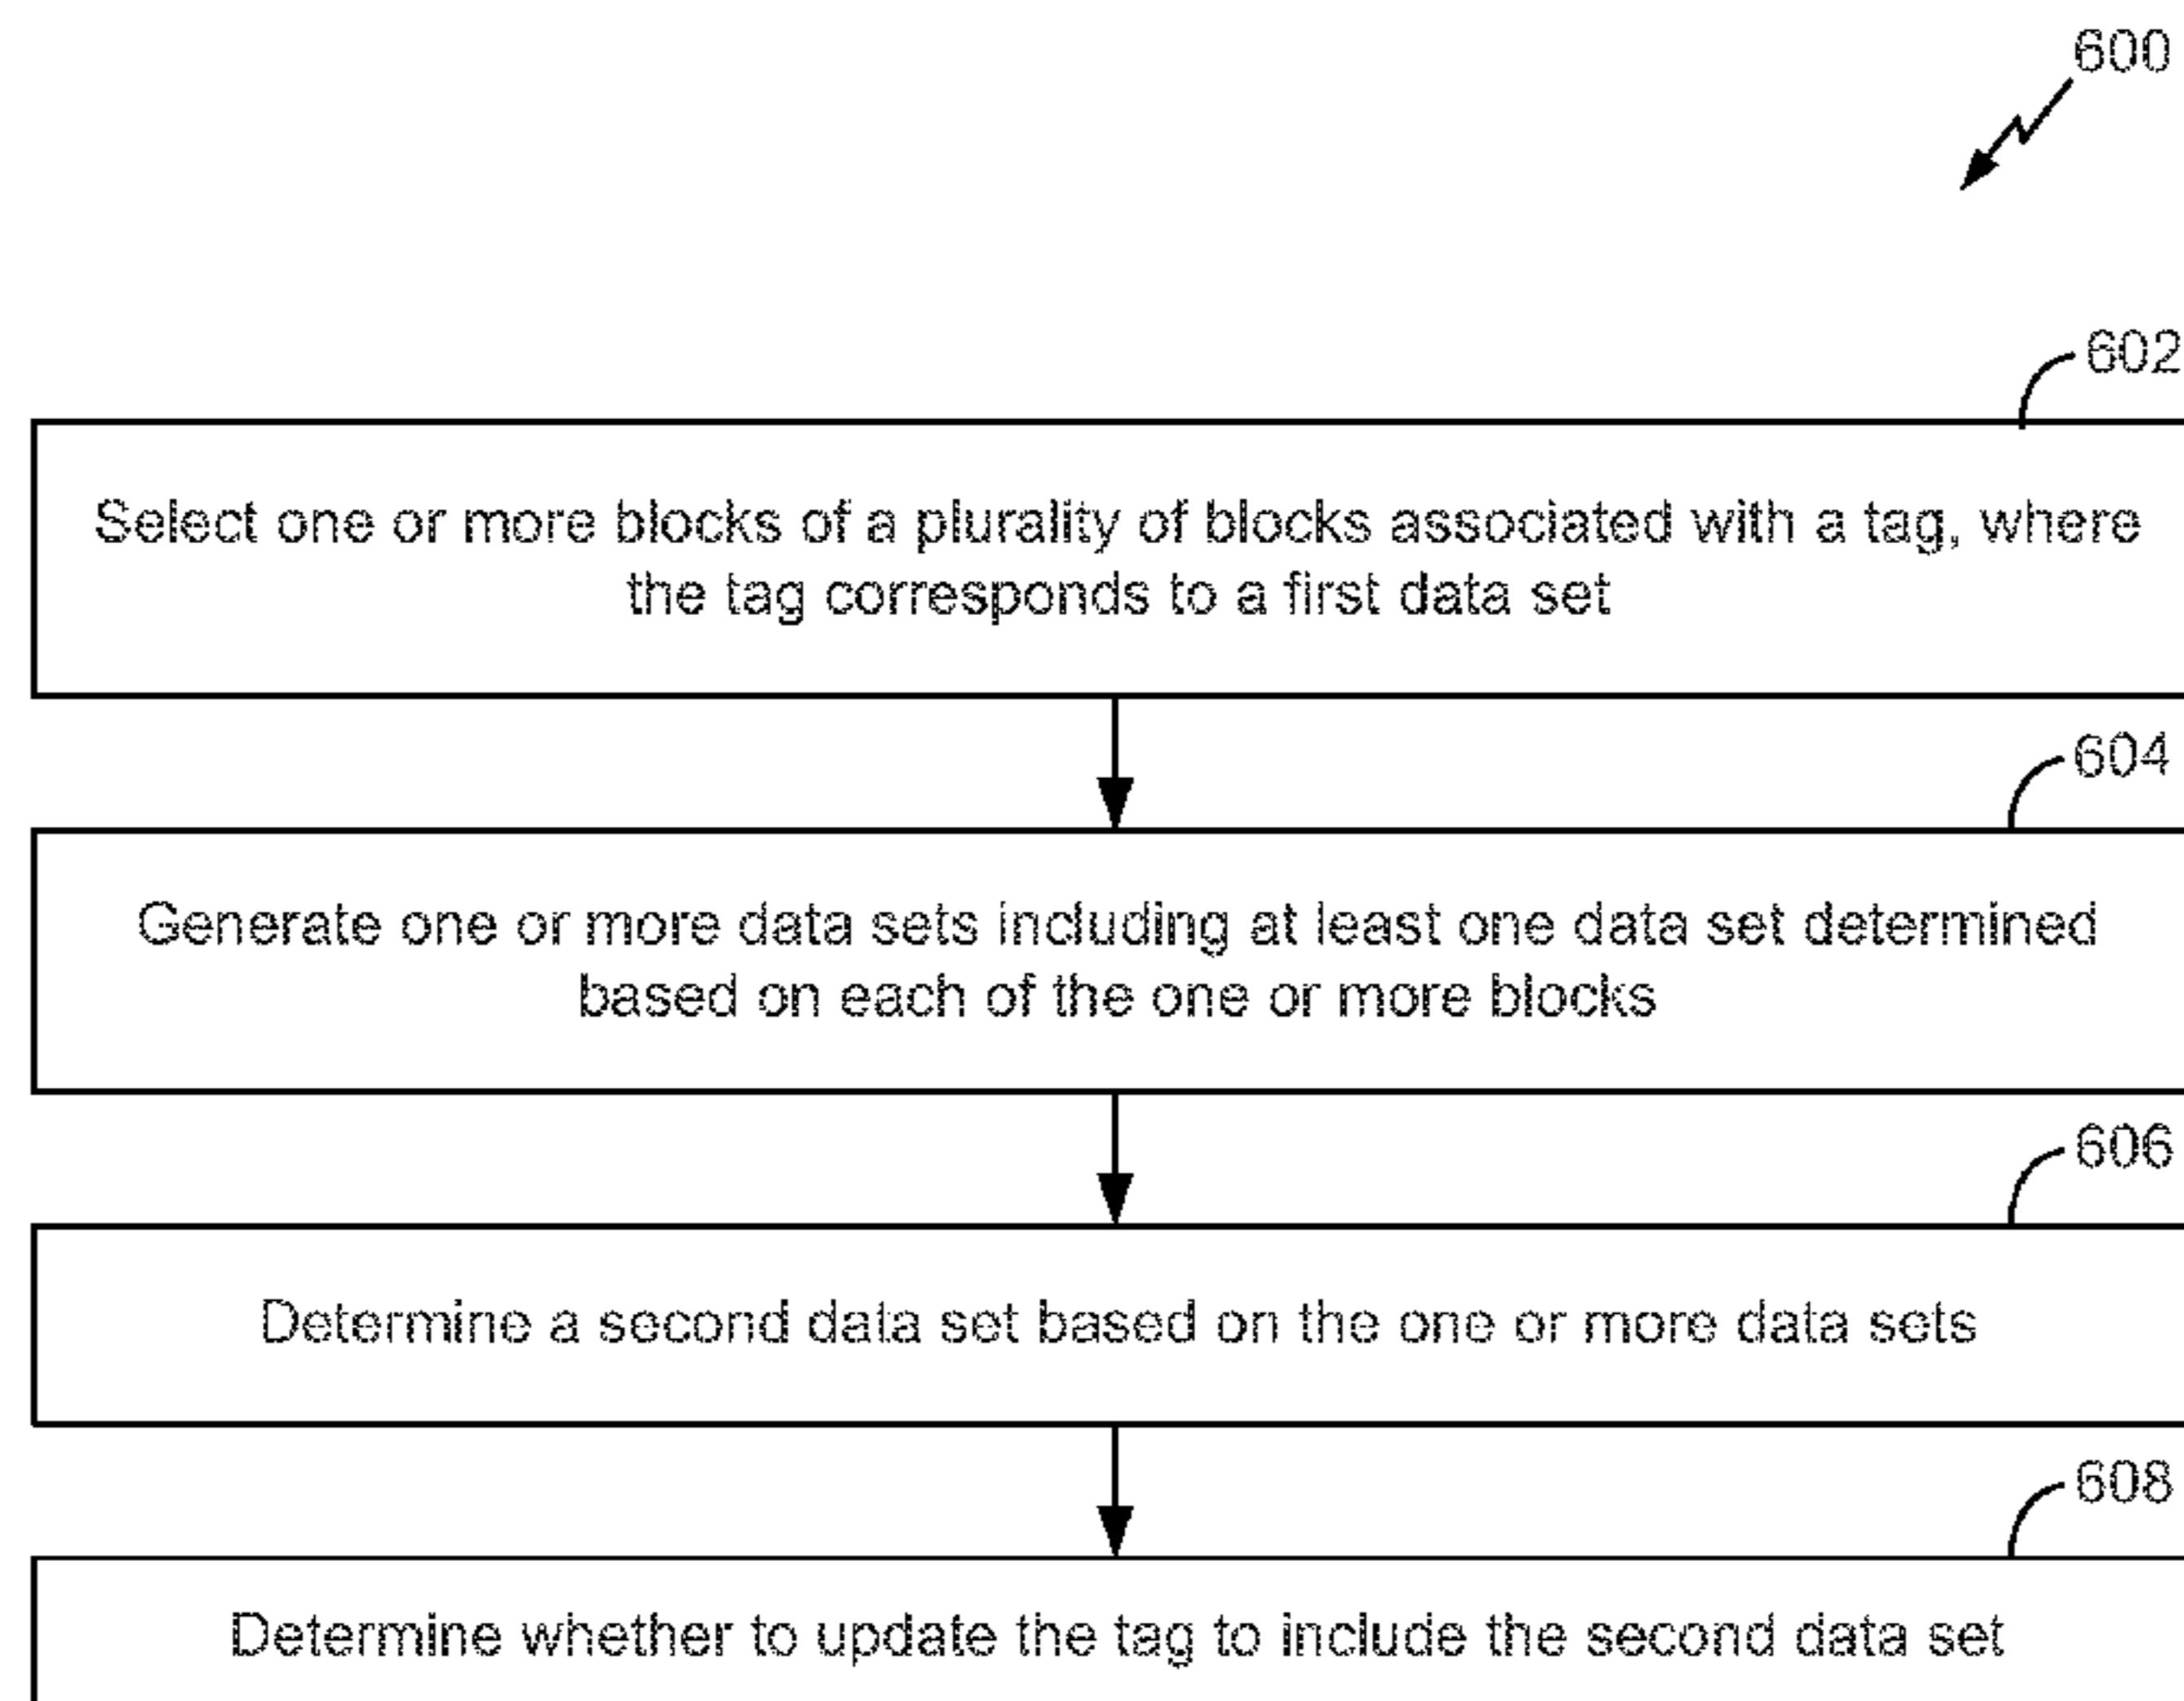 600
602
Select one or more blocks of a plurality of blocks associated with a tag, where
the tag corresponds to a first data set
604
Generate one or more data sets including at least one data set determined
based on each of the one or more blocks
606
Determine a second data set based on the one or more data sets
608
Determine whether to update the tag to include the second data set